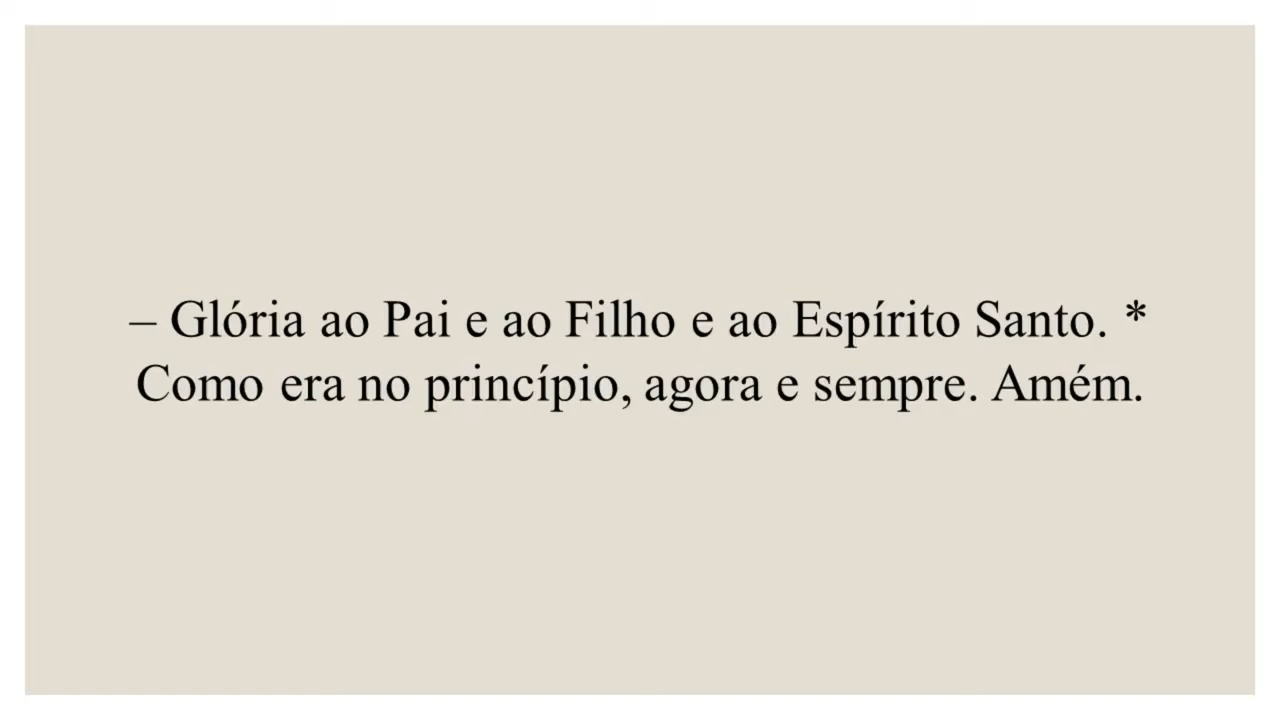 – Glória ao Pai e ao Filho e ao Espírito Santo. *
Como era no princípio, agora e sempre. Amém.